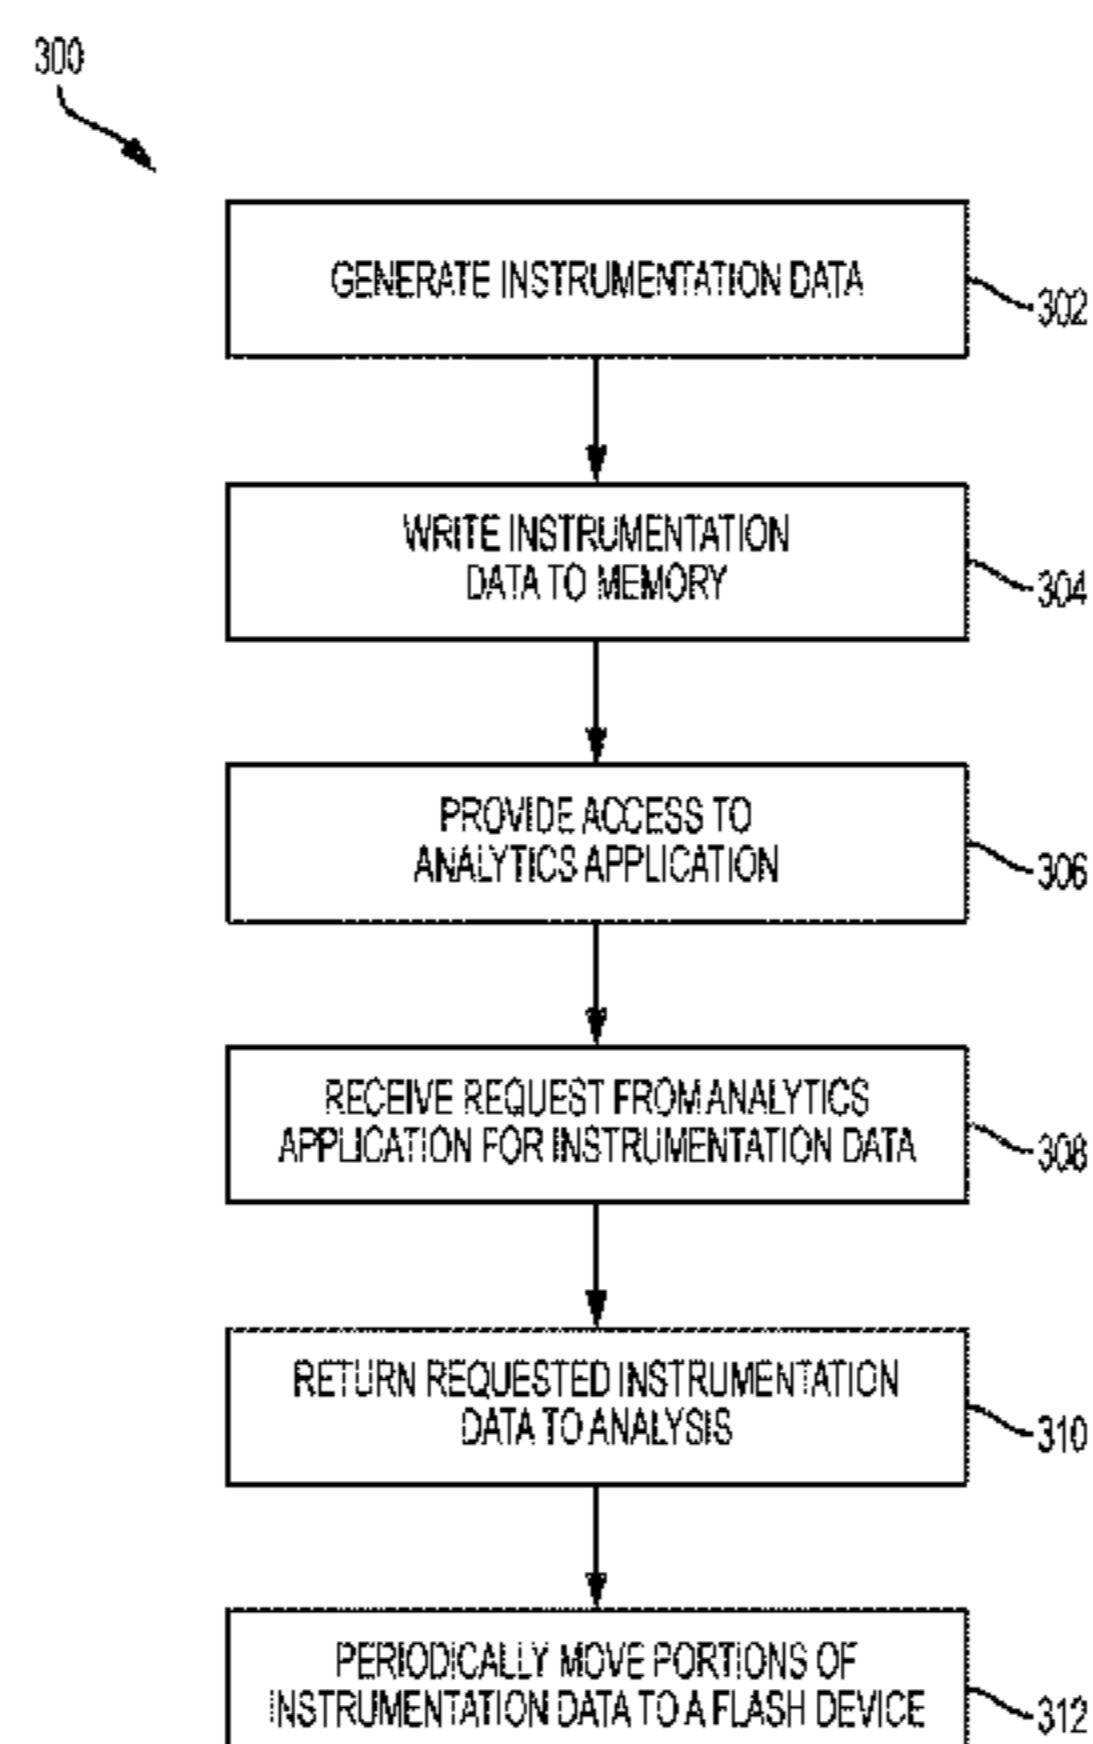 300
GENERATE INSTRUMENTATION DATA
302
WRITE INSTRUMENTATION
DATA TO MEMORY
304
PROVIDE ACCESS TO
ANALYTICS APPLICATION
306
RECEIVE REQUEST FROM ANALYTICS
APPLICATION FOR INSTRUMENTATION DATA
308
RETURN REQUESTED INSTRUMENTATION
DATA TO ANALYSIS
310
PERIODICALLY MOVE PORTIONS OF
INSTRUMENTATION DATA TO A FLASH DEVICE
312